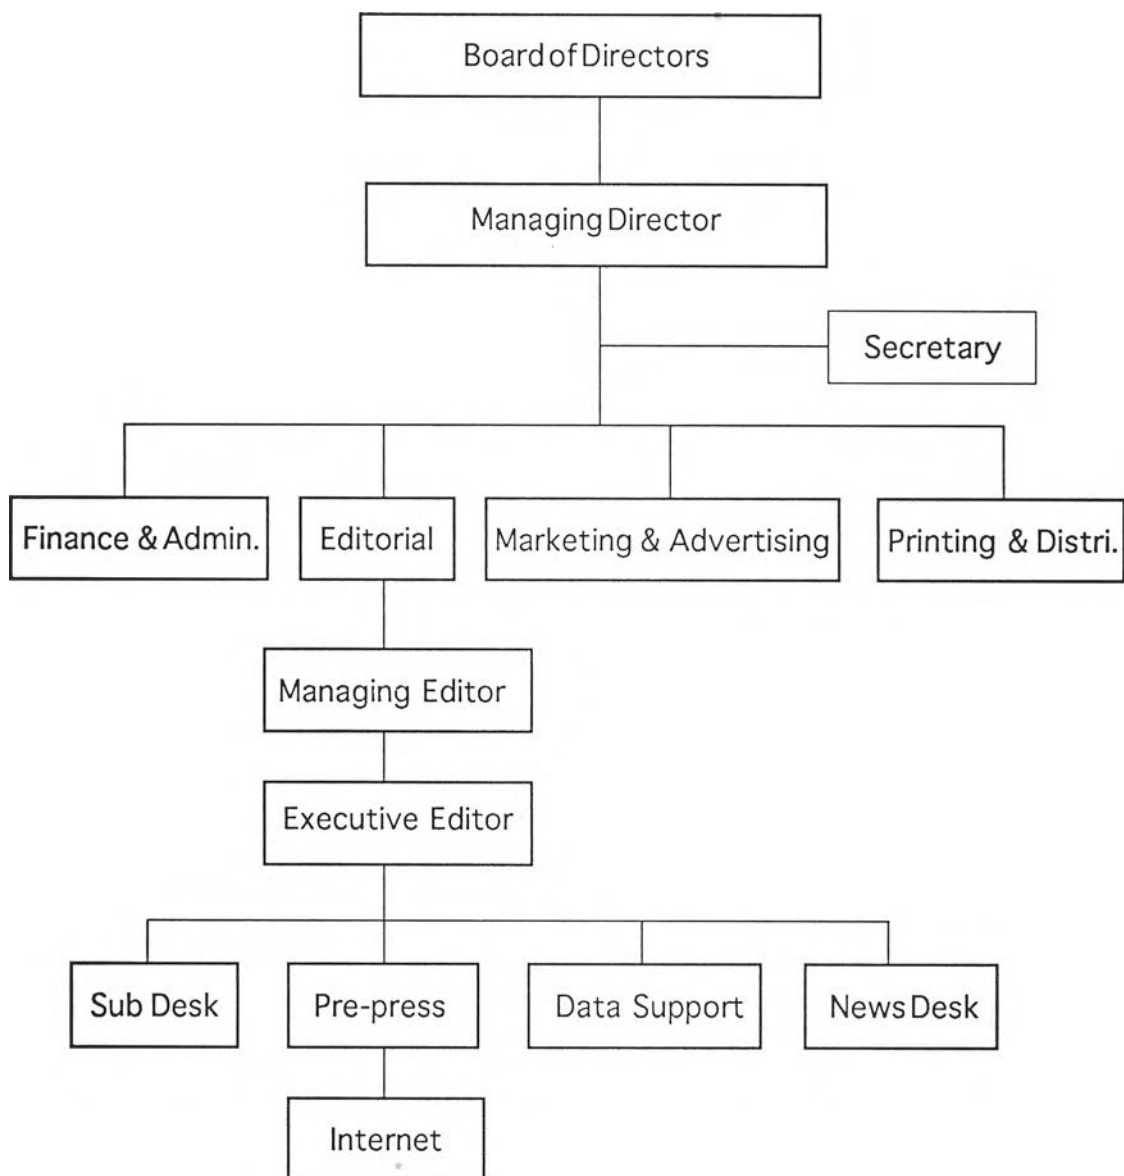 Board of Directors
Managing Director
Secretary
Finance & Admin.
Editorial
Marketing & Advertising
Printing & Distri.
Managing Editor
Executive Editor
Sub Desk
Pre-press
Data Support
News Desk
Internet